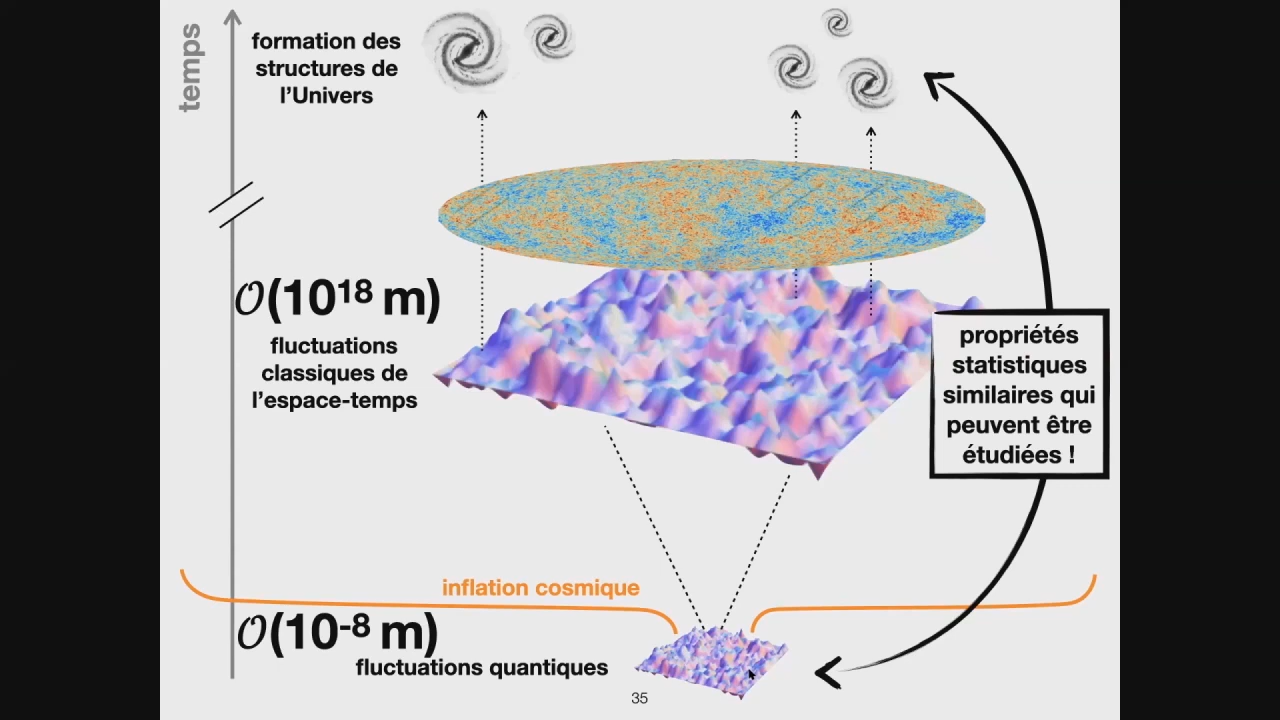 temps
formation des
structures de
l'Univers
𝒪(10¹⁸ m)
fluctuations
classiques de
l'espace-temps
propriétés
statistiques
similaires qui
peuvent être
étudiées !
inflation cosmique
𝒪(10⁻⁸ m)
fluctuations quantiques
35